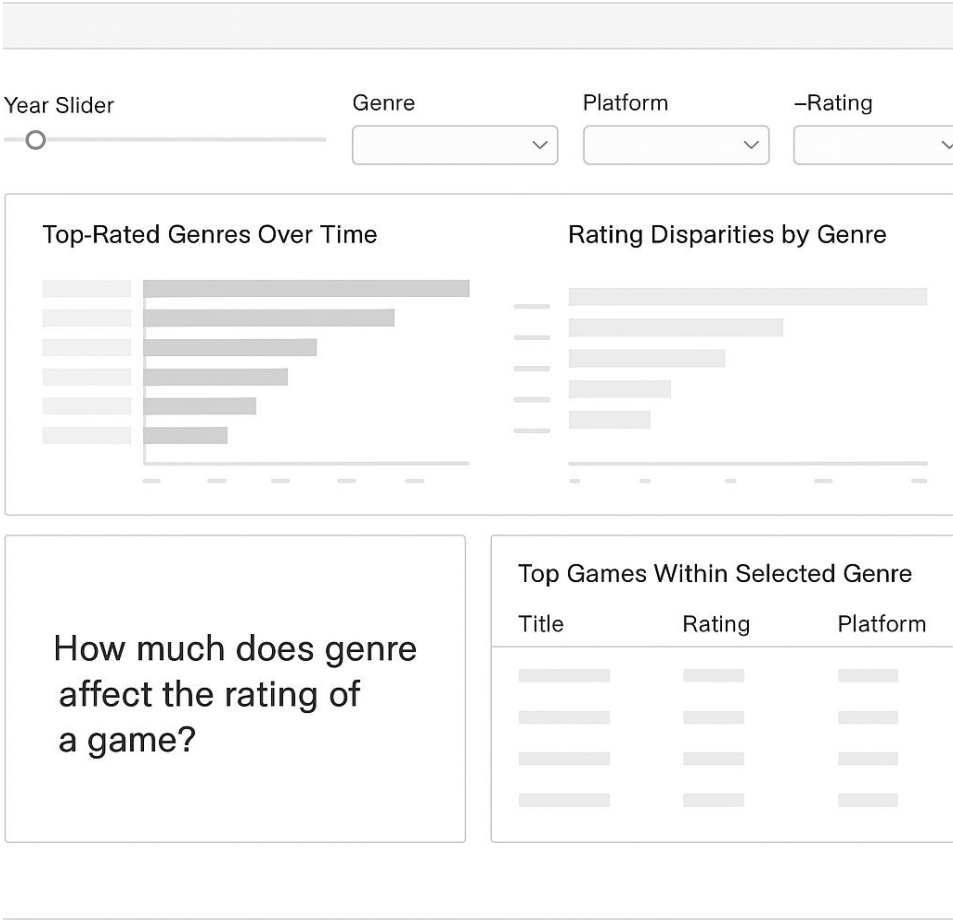 Year Slider
Genre
Platform
–Rating
Top-Rated Genres Over Time
Rating Disparities by Genre
How much does genre
affect the rating of
a game?
Top Games Within Selected Genre
Title
Rating
Platform